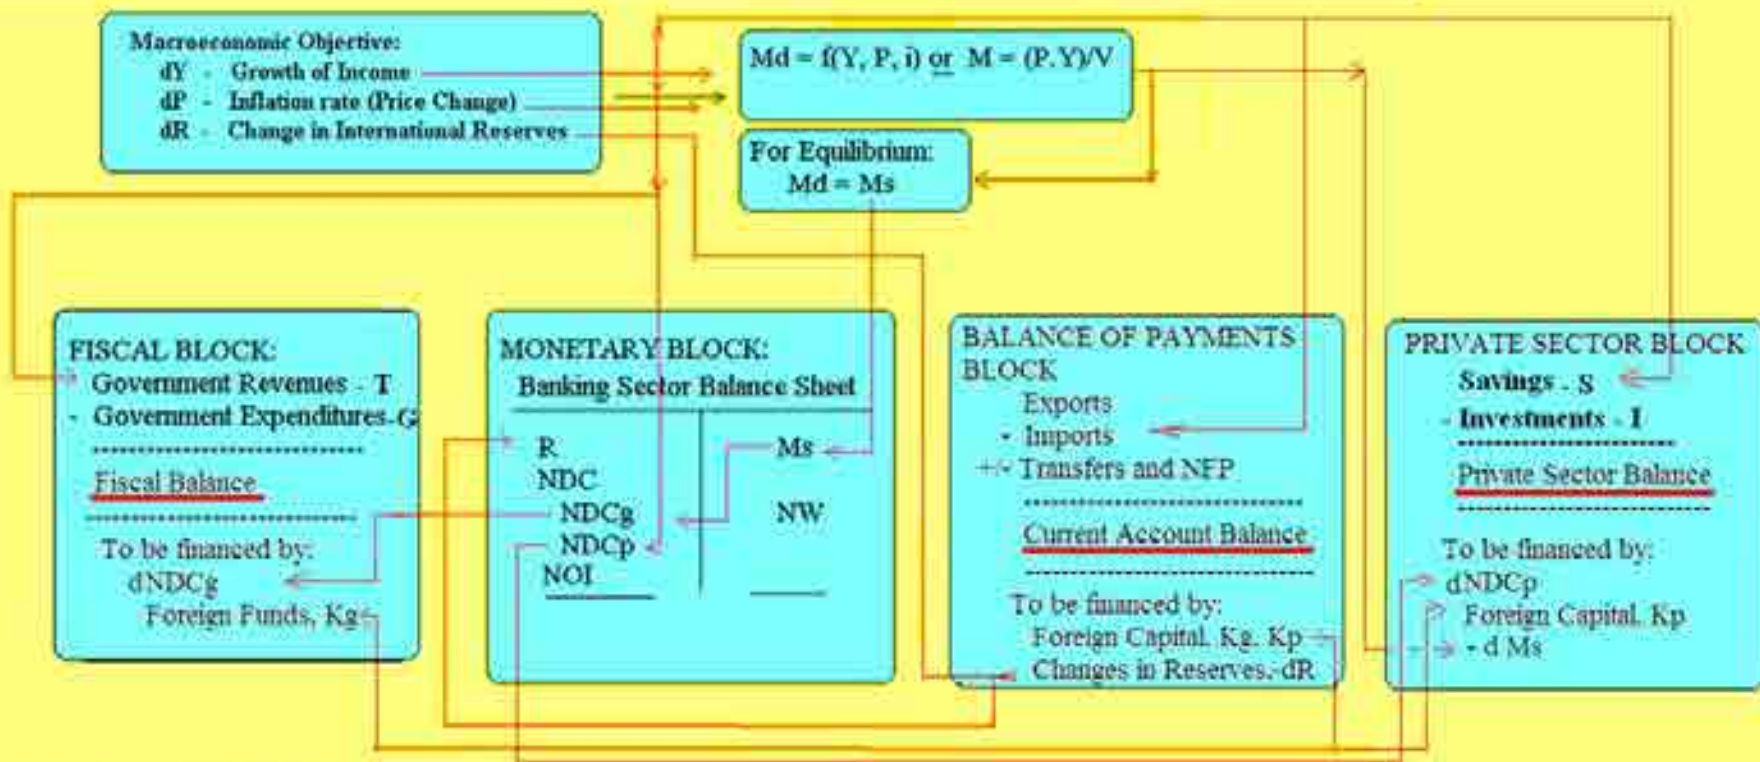 Macroeconomic Objective:
dY - Growth of Income
dP - Inflation rate (Price Change)
dR - Change in International Reserves
Md = f(Y, P, i) or M = (P.Y)/V
For Equilibrium:
Md = Ms
FISCAL BLOCK:
Government Revenues - T
- Government Expenditures-G
Fiscal Balance
To be financed by:
dNDCg
Foreign Funds, Kg
MONETARY BLOCK:
Banking Sector Balance Sheet
R Ms
NDC
NDCg NW
NDCp
NOI
BALANCE OF PAYMENTS
BLOCK
Exports
- Imports
+/- Transfers and NFP
Current Account Balance
To be financed by:
Foreign Capital, Kg, Kp
Changes in Reserves,-dR
PRIVATE SECTOR BLOCK
Savings - S
- Investments - I
Private Sector Balance
To be financed by:
dNDCp
Foreign Capital, Kp
- d Ms